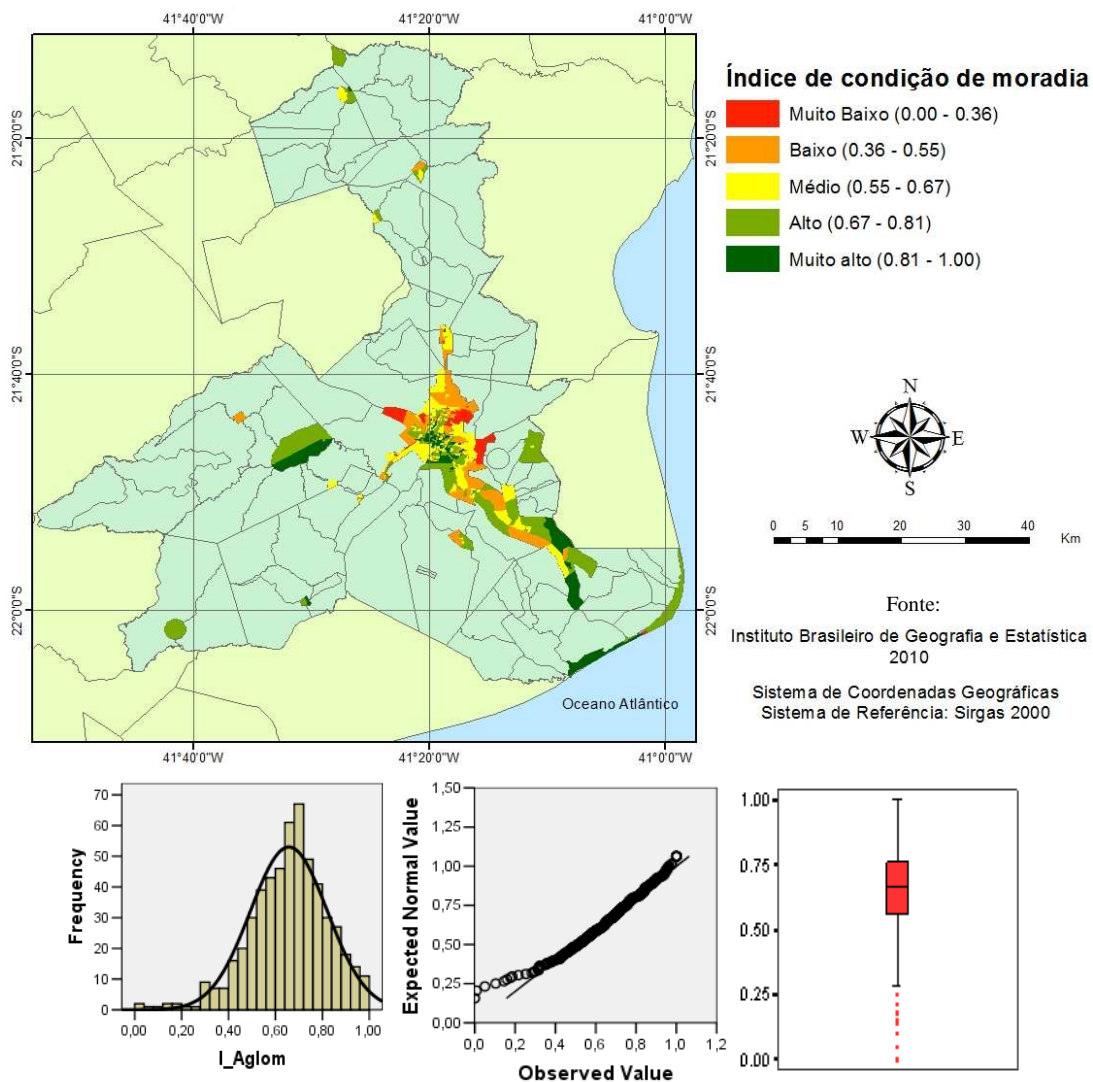 41°40'0"W
41°20'0"W
41°0'0"W
21°20'0"S
21°40'0"S
22°0'0"S
21°20'0"S
21°40'0"S
22°0'0"S
Oceano Atlântico
41°40'0"W
41°20'0"W
41°0'0"W
Índice de condição de moradia
Muito Baixo (0.00 - 0.36)
Baixo (0.36 - 0.55)
Médio (0.55 - 0.67)
Alto (0.67 - 0.81)
Muito alto (0.81 - 1.00)
N
W
E
S
0 5 10 20 30 40
Km
Fonte:
Instituto Brasileiro de Geografia e Estatística
2010
Sistema de Coordenadas Geográficas
Sistema de Referência: Sirgas 2000
Frequency
70
60
50
40
30
20
10
0
0,00 0,20 0,40 0,60 0,80 1,00
I_Aglom
Expected Normal Value
1,50
1,25
1,00
0,75
0,50
0,25
0,00
0,0 0,2 0,4 0,6 0,8 1,0 1,2
Observed Value
1.00
0.75
0.50
0.25
0.00